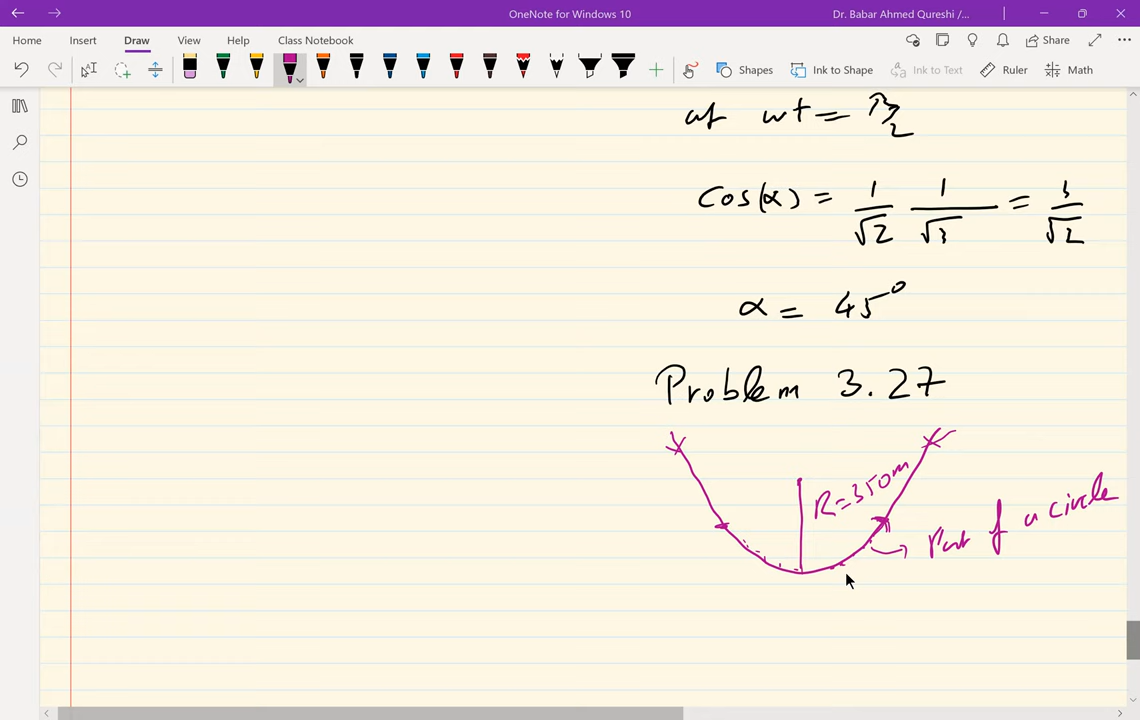 OneNote for Windows 10
Dr. Babar Ahmed Qureshi /...
Home Insert Draw View Help Class Notebook
Share
Shapes Ink to Shape Ink to Text Ruler Math
at wt = π/2
Cos(α) = 1/√2 1/√3 = 1/√2
α = 45°
Problem 3.27
R=350m
Part of a circle